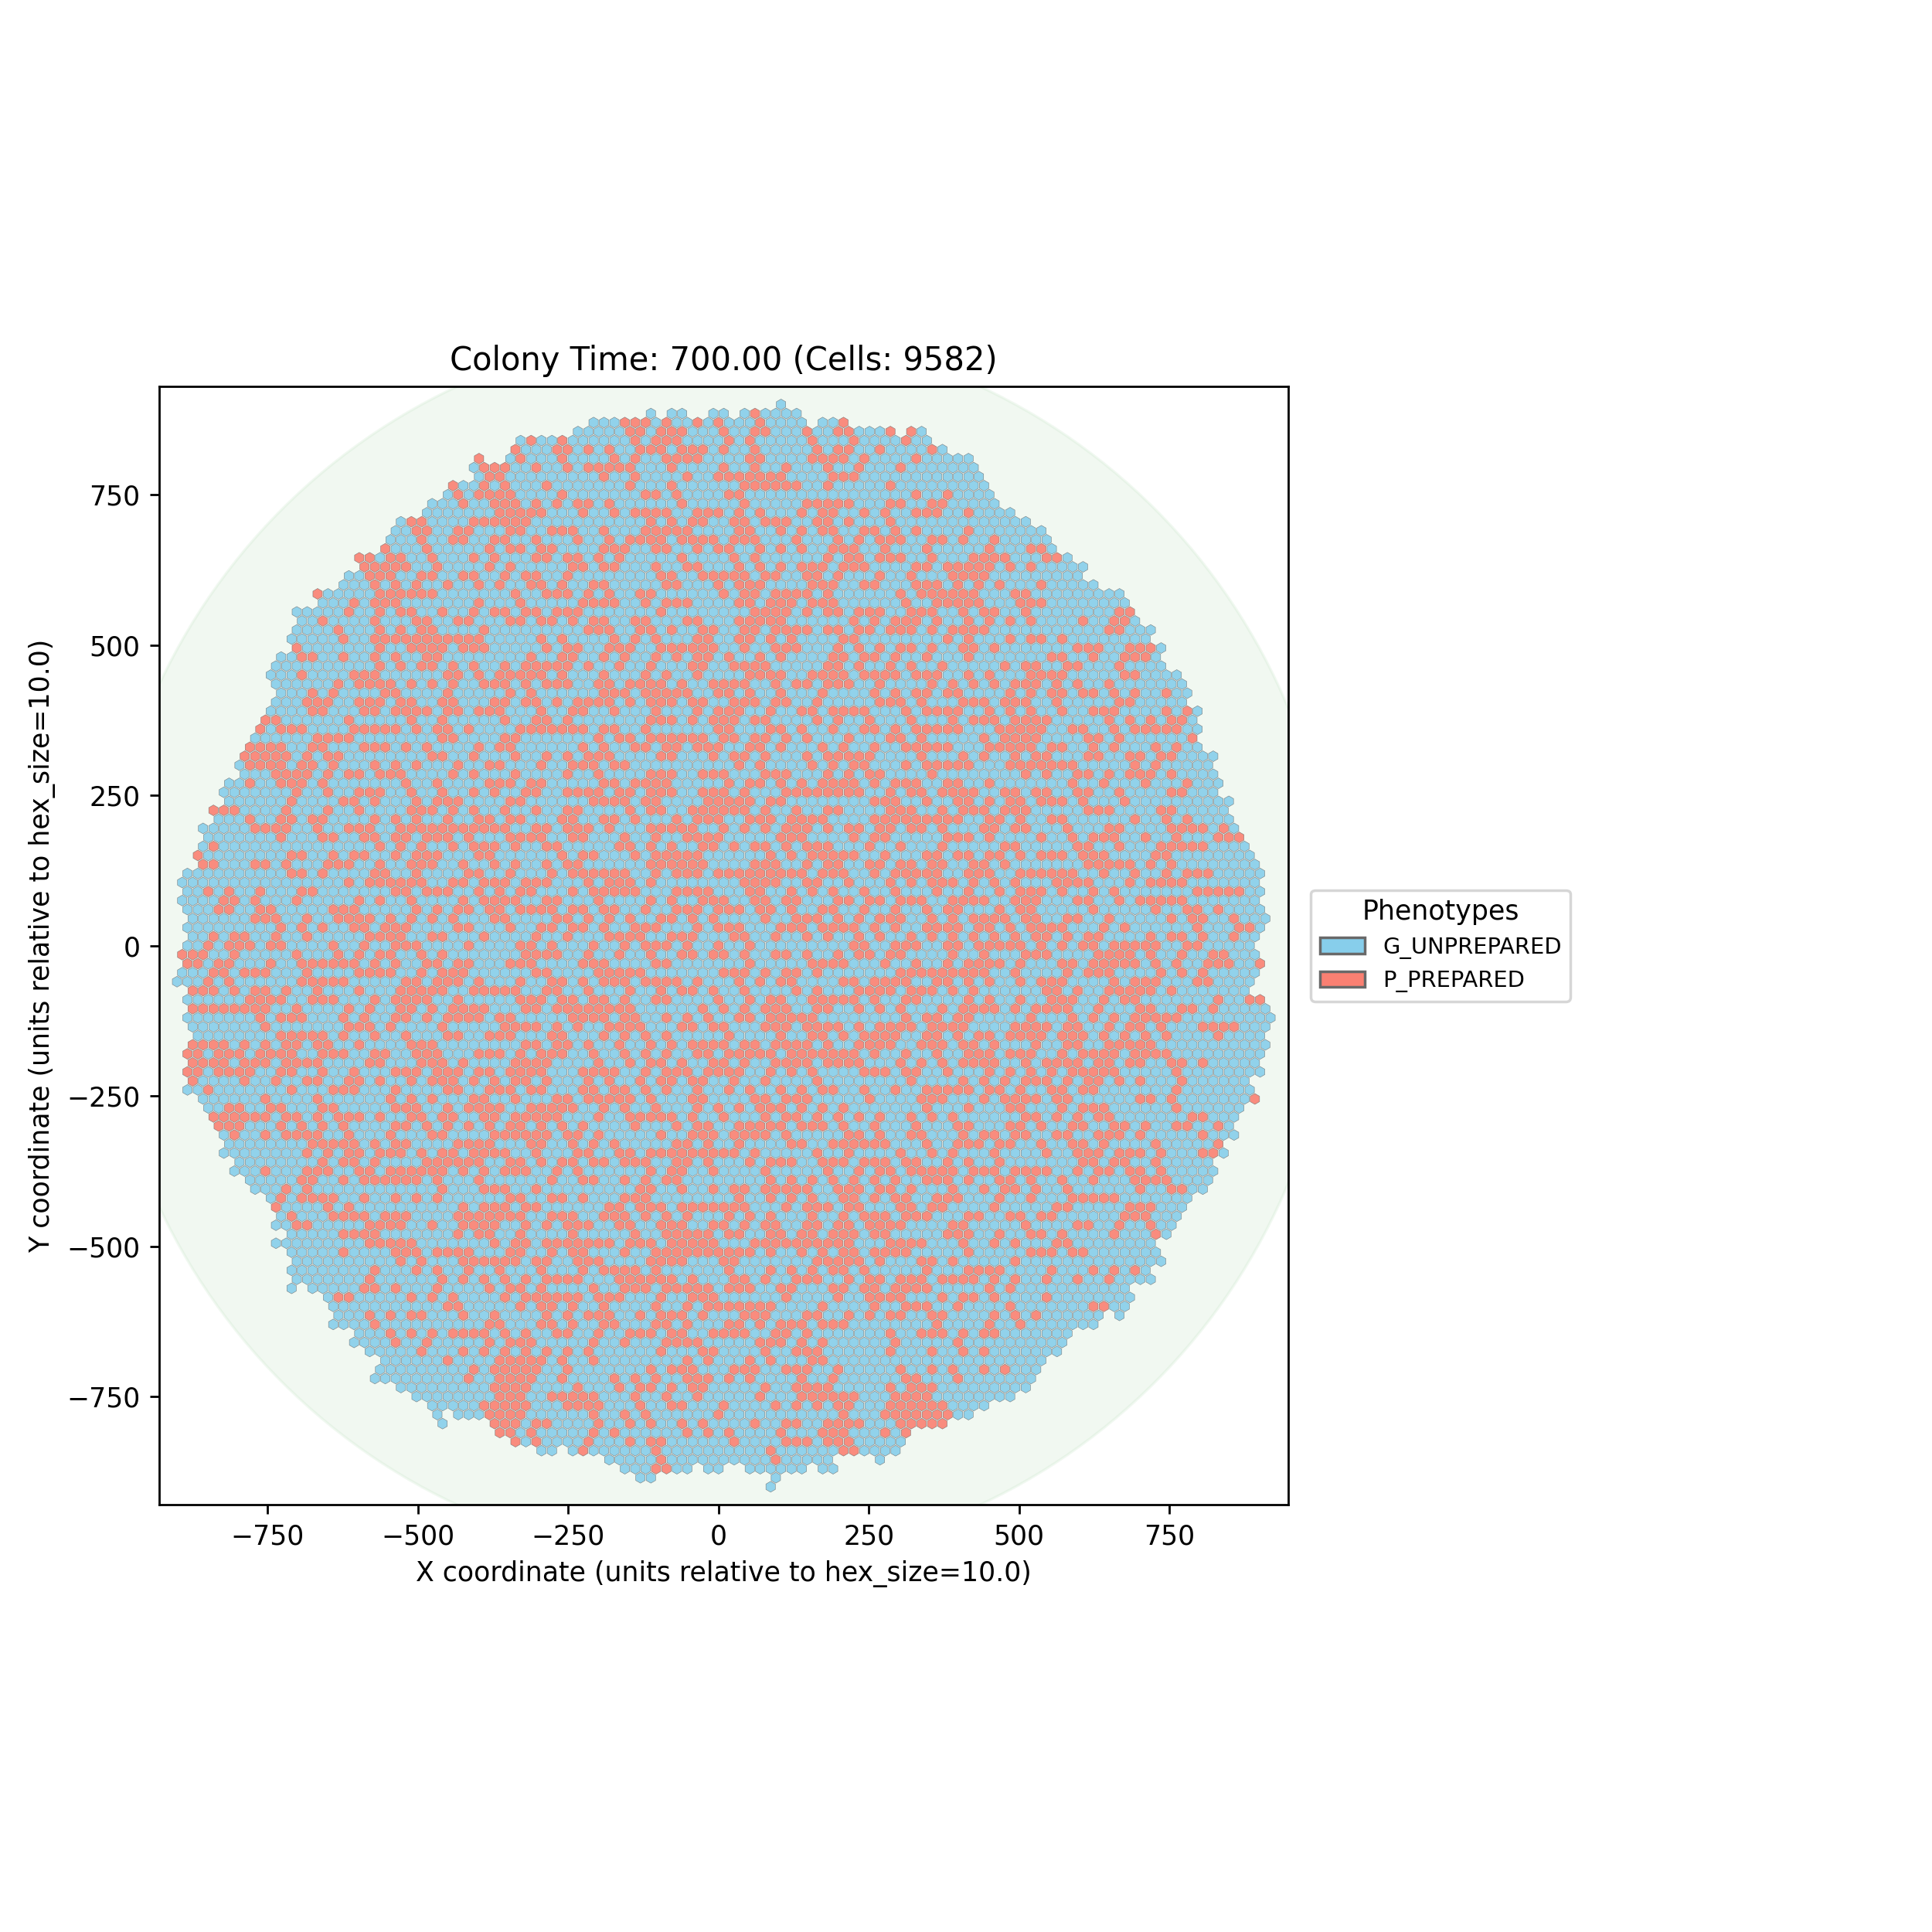 Colony Time: 700.00 (Cells: 9582)
Y coordinate (units relative to hex_size=10.0)
750
500
250
0
−250
−500
−750
−750 −500 −250 0 250 500 750
X coordinate (units relative to hex_size=10.0)
Phenotypes
G_UNPREPARED
P_PREPARED